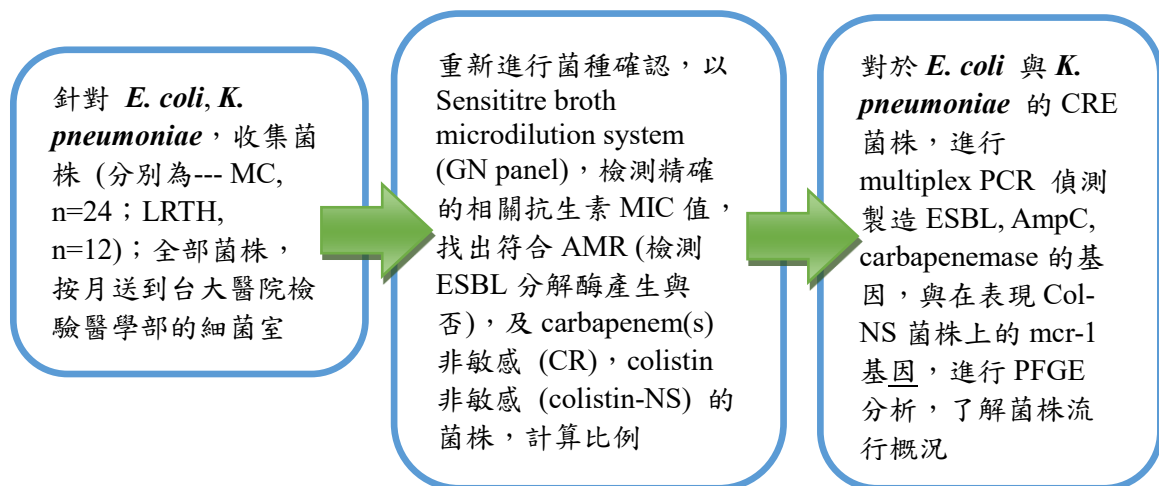 針對 E. coli, K.
pneumoniae，收集菌
株 (分別為--- MC,
n=24；LRTH,
n=12)；全部菌株，
按月送到台大醫院檢
驗醫學部的細菌室
重新進行菌種確認，以
Sensititre broth
microdilution system
(GN panel)，檢測精確
的相關抗生素 MIC 值，
找出符合 AMR (檢測
ESBL 分解酶產生與
否)，及 carbapenem(s)
非敏感 (CR)，colistin
非敏感 (colistin-NS) 的
菌株，計算比例
對於 E. coli 與 K.
pneumoniae 的 CRE
菌株，進行
multiplex PCR 偵測
製造 ESBL, AmpC,
carbapenemase 的基
因，與在表現 Col-
NS 菌株上的 mcr-1
基因，進行 PFGE
分析，了解菌株流
行概況